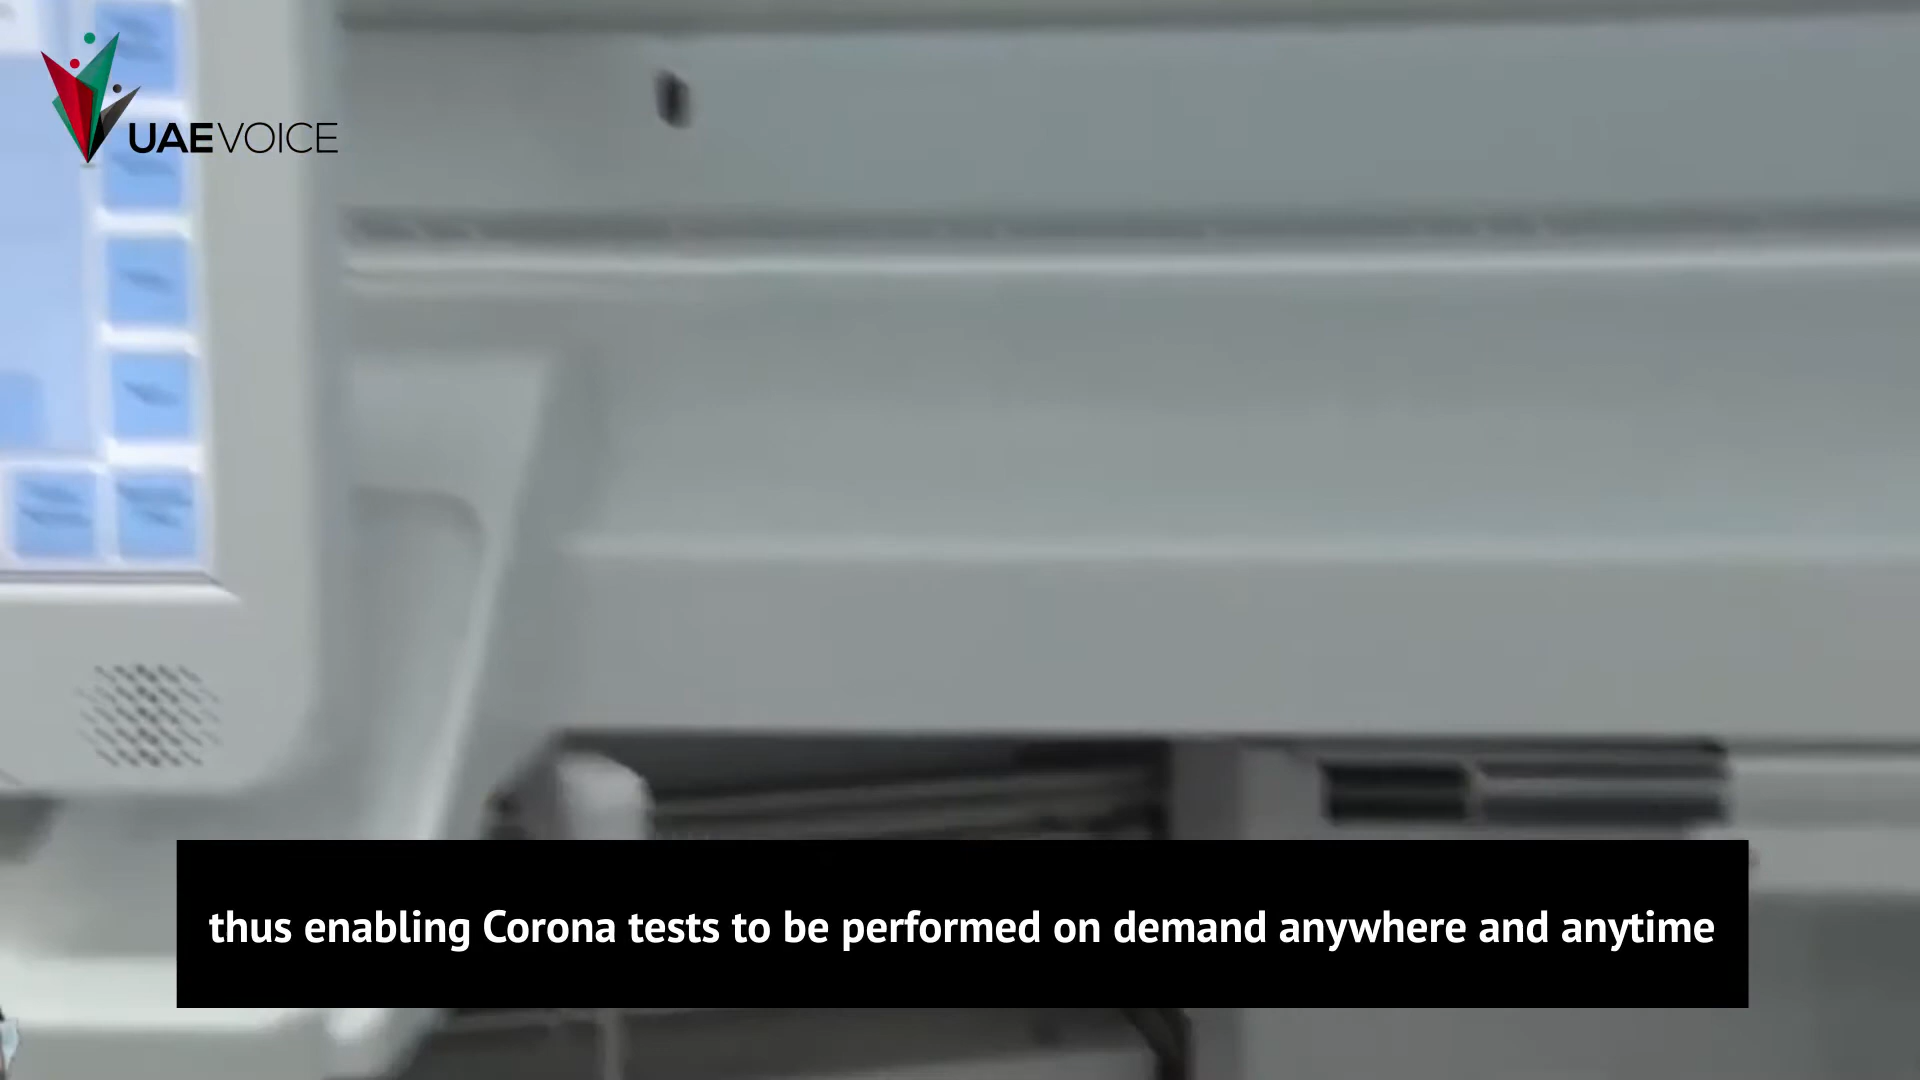 UAEVOICE
thus enabling Corona tests to be performed on demand anywhere and anytime